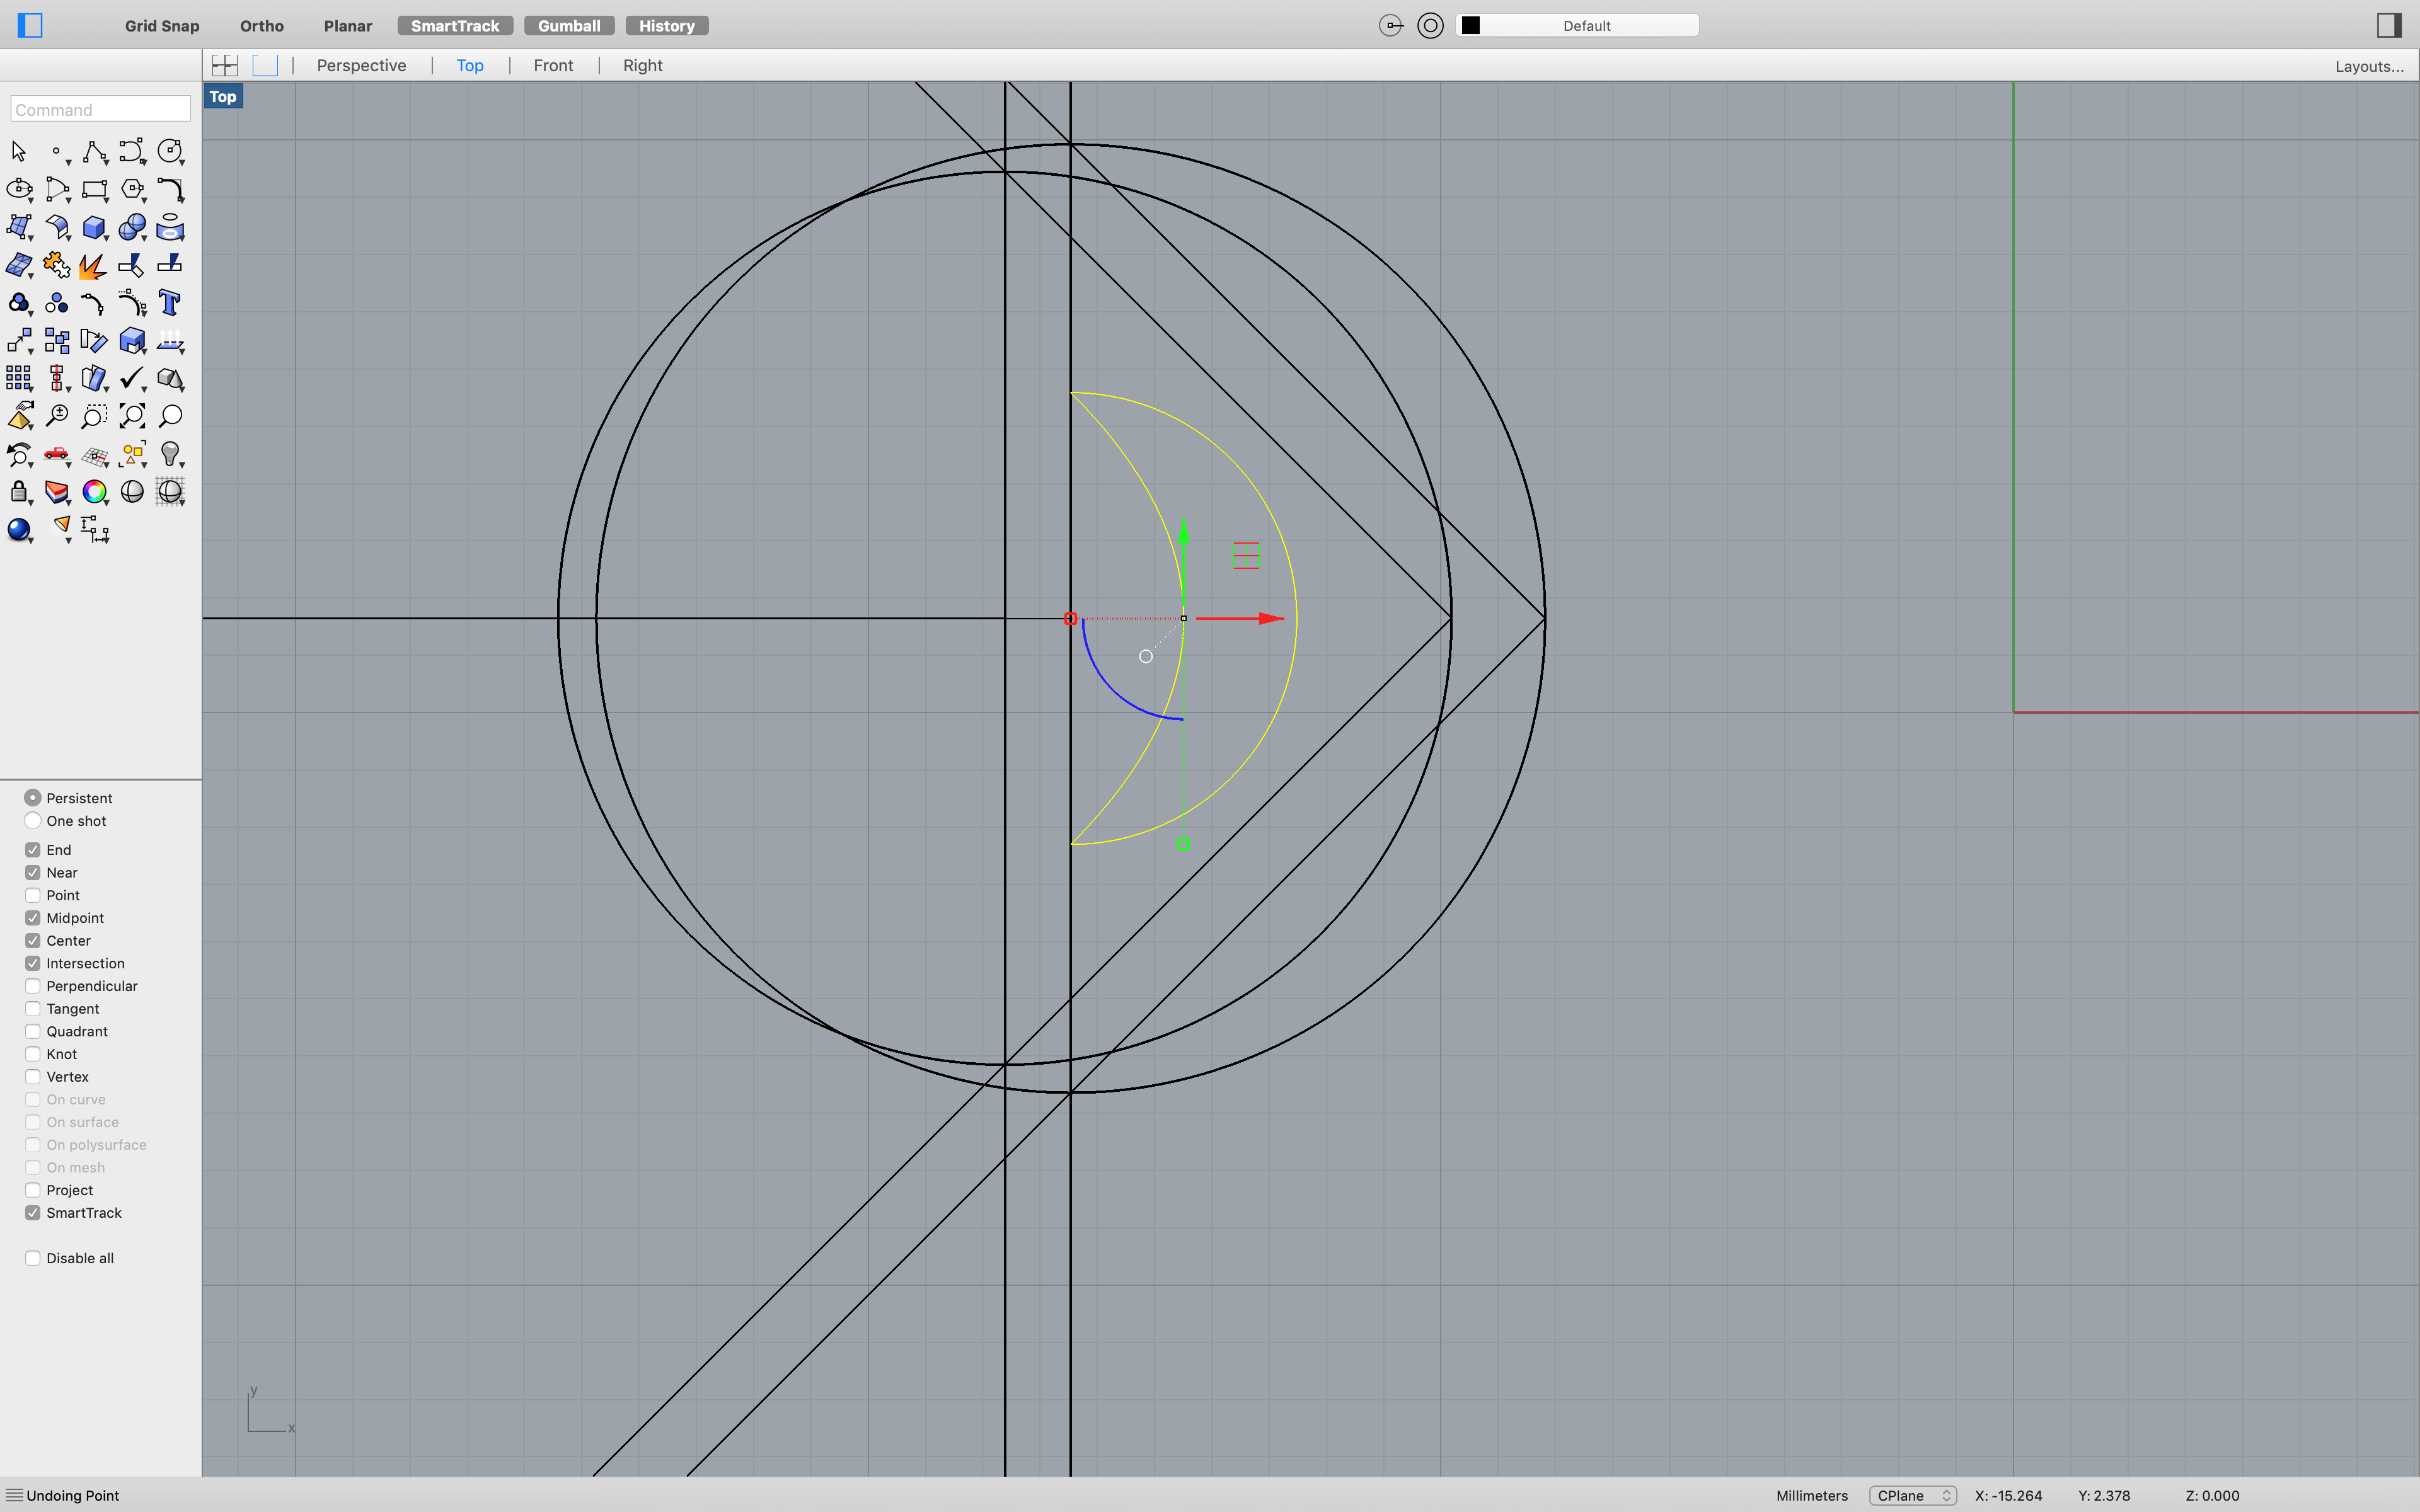 Grid Snap Ortho Planar SmartTrack Gumball History Default
Perspective Top Front Right Layouts...
Top
Command
Persistent
One shot
End
Near
Point
Midpoint
Center
Intersection
Perpendicular
Tangent
Quadrant
Knot
Vertex
On curve
On surface
On polysurface
On mesh
Project
SmartTrack
Disable all
y
x
Undoing Point Millimeters CPlane X: -15.264 Y: 2.378 Z: 0.000